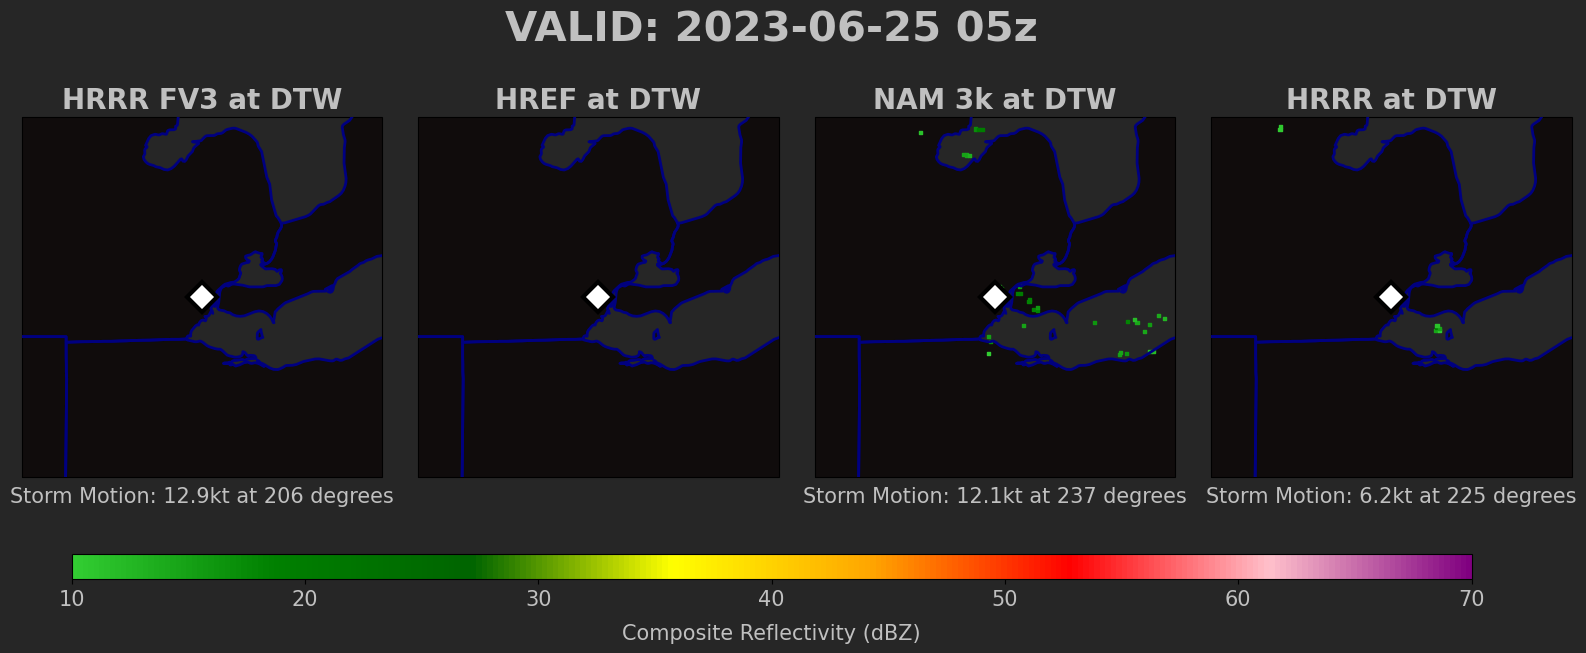 VALID: 2023-06-25 05z
HRRR FV3 at DTW
HREF at DTW
NAM 3k at DTW
HRRR at DTW
Storm Motion: 12.9kt at 206 degrees
Storm Motion: 12.1kt at 237 degrees
Storm Motion: 6.2kt at 225 degrees
10 20 30 40 50 60 70
Composite Reflectivity (dBZ)